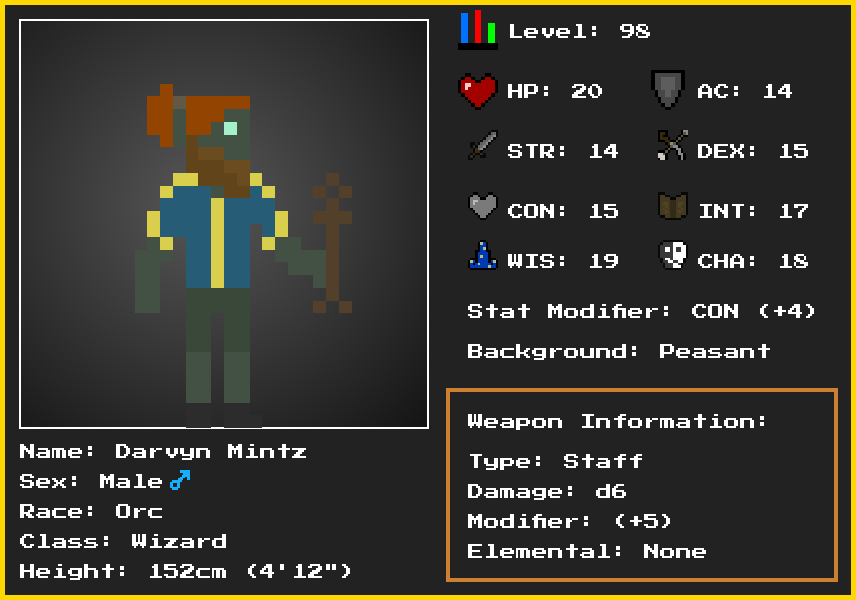 Level: 98
HP: 20 AC: 14
STR: 14 DEX: 15
CON: 15 INT: 17
WIS: 19 CHA: 18
Stat Modifier: CON (+4)
Background: Peasant
Weapon Information:
Type: Staff
Damage: d6
Modifier: (+5)
Elemental: None
Name: Darvyn Mintz
Sex: Male♂
Race: Orc
Class: Wizard
Height: 152cm (4'12")